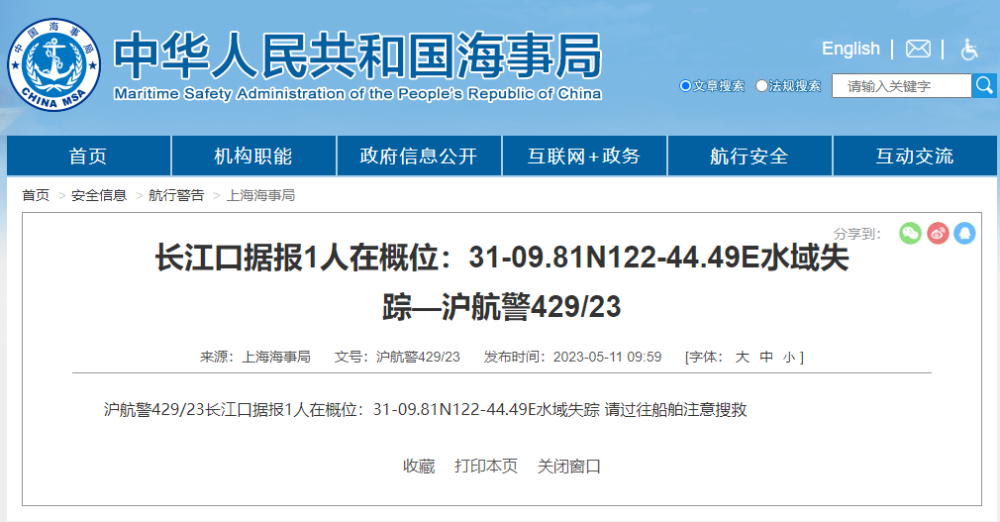 中国海事局
CHINA MSA
中华人民共和国海事局
Maritime Safety Administration of the People's Republic of China
English | |
文章搜索 法规搜索 请输入关键字
首页 机构职能 政府信息公开 互联网+政务 航行安全 互动交流
首页 > 安全信息 > 航行警告 > 上海海事局
分享到:
长江口据报1人在概位：31-09.81N122-44.49E水域失
踪—沪航警429/23
来源：上海海事局 文号：沪航警429/23 发布时间：2023-05-11 09:59 [字体： 大 中 小 ]
沪航警429/23长江口据报1人在概位：31-09.81N122-44.49E水域失踪 请过往船舶注意搜救
收藏 打印本页 关闭窗口